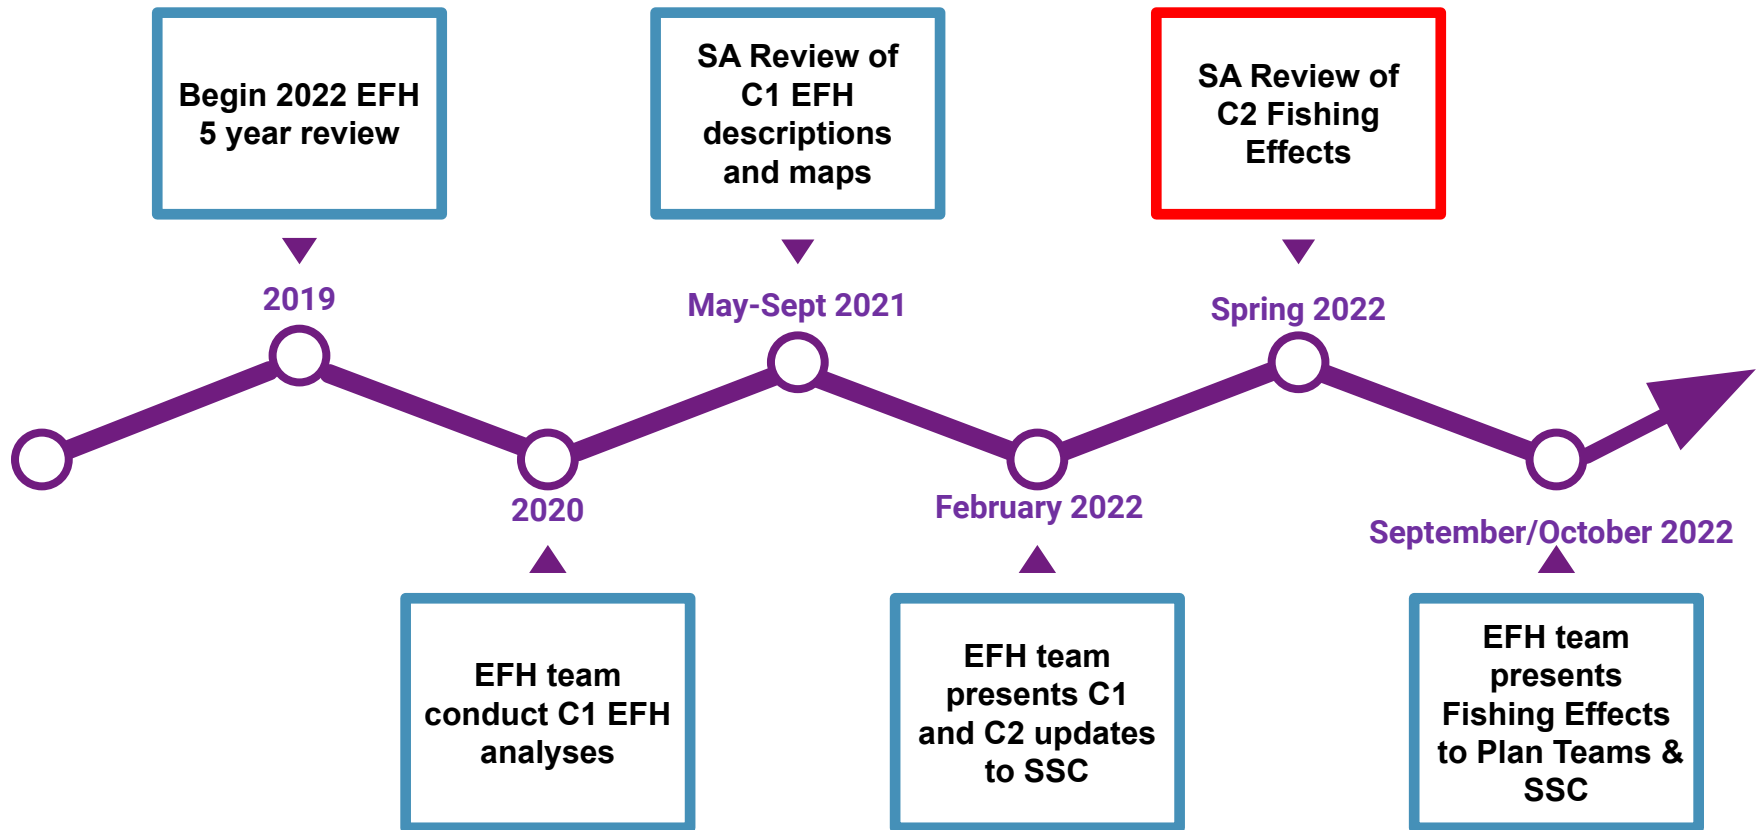 Begin 2022 EFH
5 year review
2019
SA Review of
C1 EFH
descriptions
and maps
May-Sept 2021
SA Review of
C2 Fishing
Effects
Spring 2022
2020
EFH team
conduct C1 EFH
analyses
February 2022
EFH team
presents C1
and C2 updates
to SSC
September/October 2022
EFH team
presents
Fishing Effects
to Plan Teams &
SSC